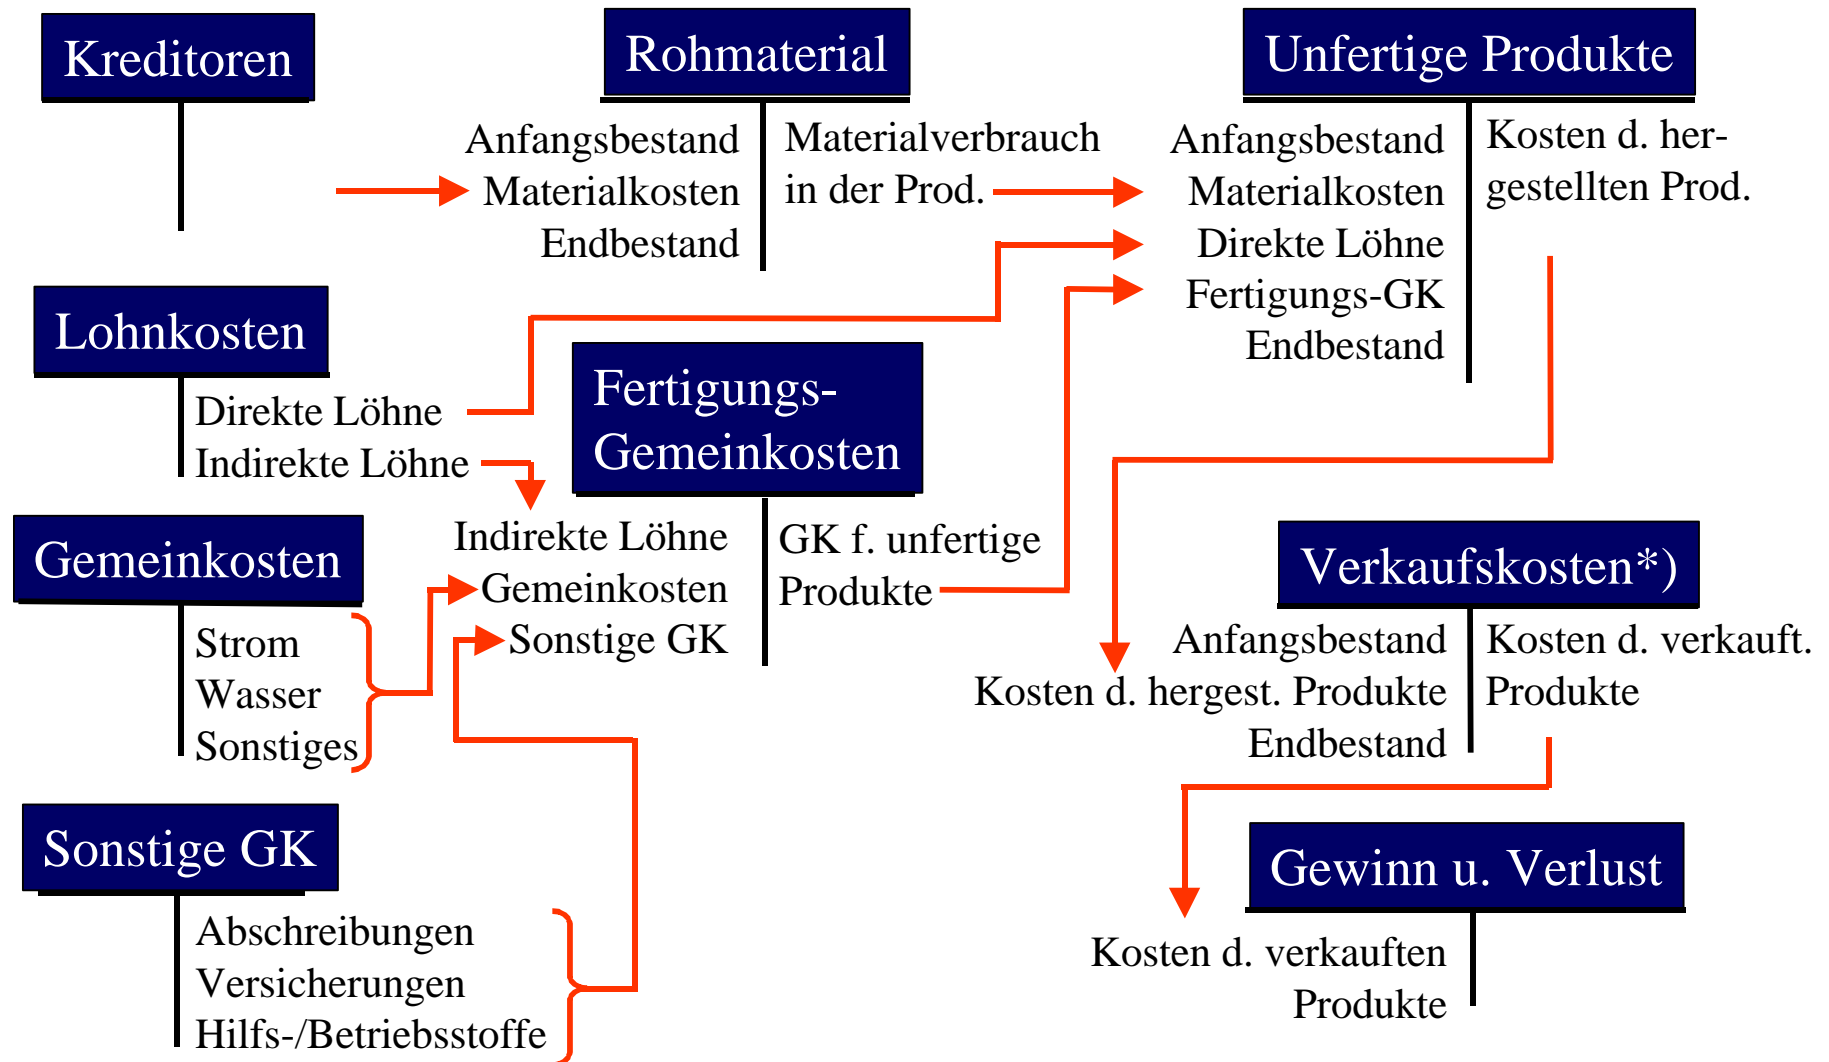 Kreditoren
Rohmaterial
Anfangsbestand
Materialkosten
Endbestand
Materialverbrauch
in der Prod.
Unfertige Produkte
Anfangsbestand
Materialkosten
Direkte Löhne
Fertigungs-GK
Endbestand
Kosten d. her-
gestellten Prod.
Lohnkosten
Direkte Löhne
Indirekte Löhne
Fertigungs-
Gemeinkosten
Indirekte Löhne
Gemeinkosten
Sonstige GK
GK f. unfertige
Produkte
Gemeinkosten
Strom
Wasser
Sonstiges
Verkaufskosten*)
Anfangsbestand
Kosten d. hergest. Produkte
Endbestand
Kosten d. verkauft.
Produkte
Sonstige GK
Abschreibungen
Versicherungen
Hilfs-/Betriebsstoffe
Gewinn u. Verlust
Kosten d. verkauften
Produkte